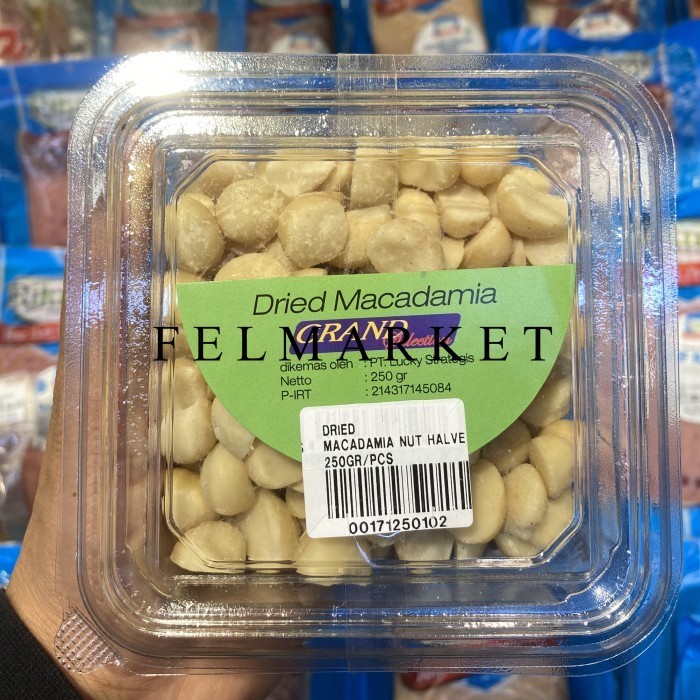 Dried Macadamia
GRAND
Selection
FELMARKET
dikemas oleh : PT. Lucky Strategis
Netto : 250 gr
P-IRT : 214317145084
DRIED
MACADAMIA NUT HALVE
250GR/PCS
00171250102